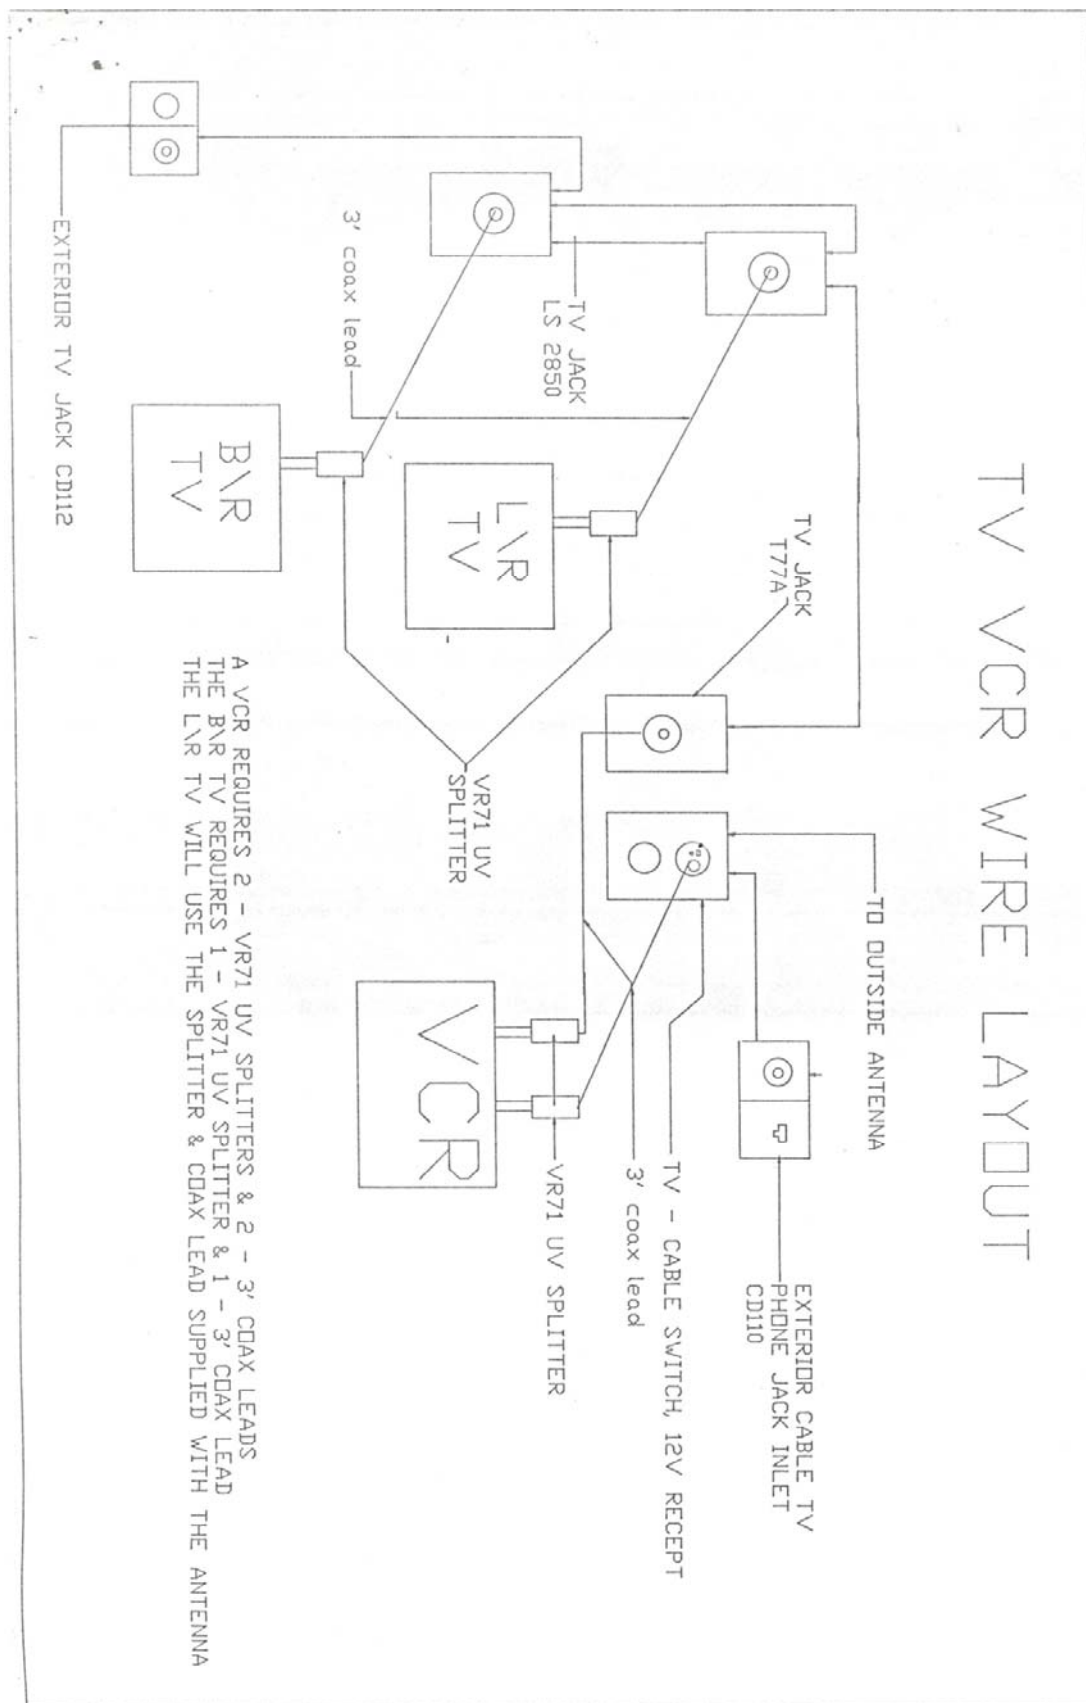 TV VCR WIRE LAYOUT
TO OUTSIDE ANTENNA
EXTERIOR CABLE TV
PHONE JACK INLET
CD110
TV JACK
T77A
TV JACK
LS 2850
TV - CABLE SWITCH, 12V RECEPT
3' coax lead
3' coax lead
VR71 UV SPLITTER
VR71 UV
SPLITTER
L\R
TV
VCR
B\R
TV
EXTERIOR TV JACK CD112
A VCR REQUIRES 2 - VR71 UV SPLITTERS & 2 - 3' COAX LEADS
THE B\R TV REQUIRES 1 - VR71 UV SPLITTER & 1 - 3' COAX LEAD
THE L\R TV WILL USE THE SPLITTER & COAX LEAD SUPPLIED WITH THE ANTENNA